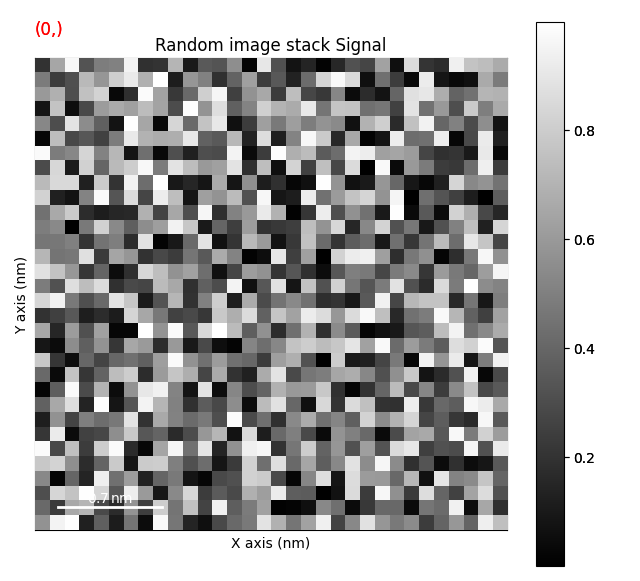 (0,)
Random image stack Signal
0.8
0.6
0.4
0.2
Y axis (nm)
0.7 nm
X axis (nm)